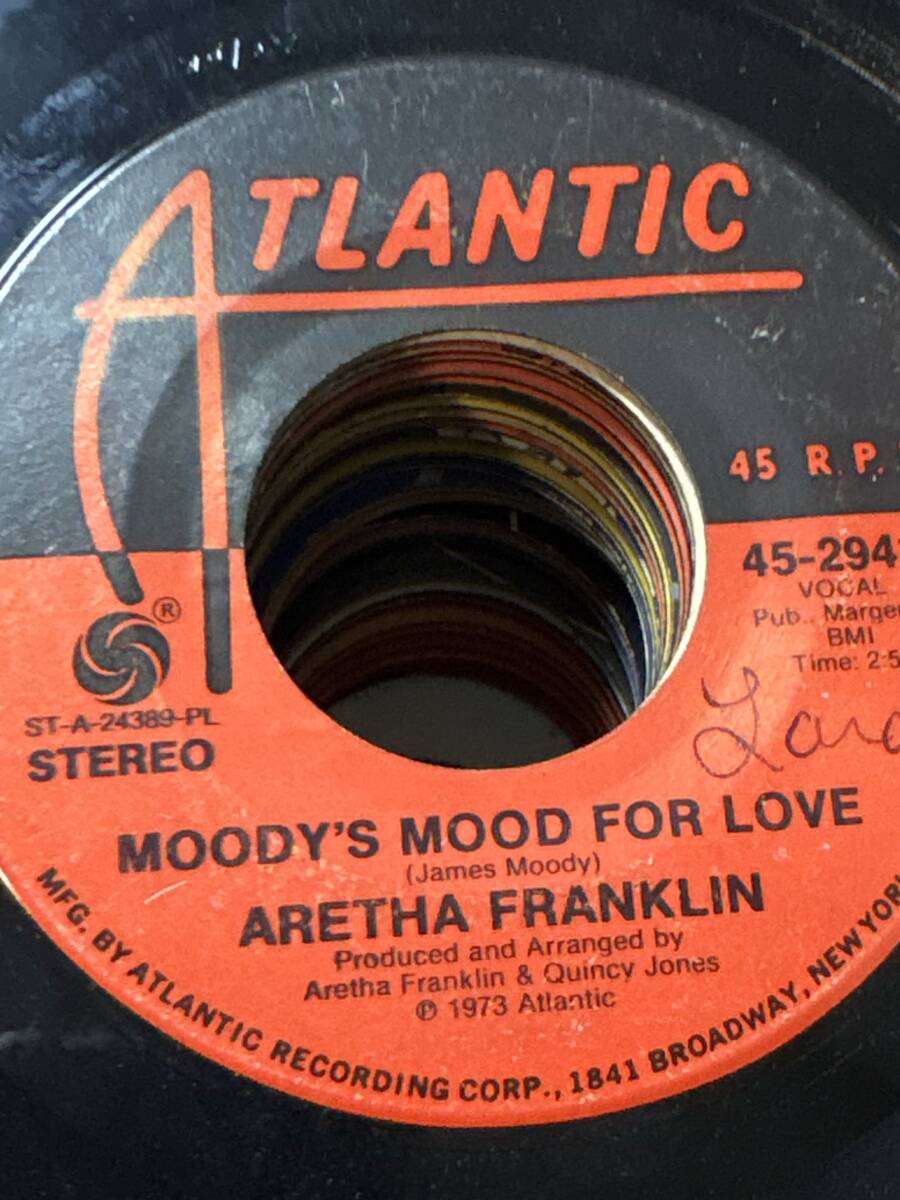 ATLANTIC
45 R.P.
45-294
VOCAL
Pub.
BMI
Time: 2:5
®
ST-A-24389-PL
STEREO
MOODY'S MOOD FOR LOVE
(James Moody)
ARETHA FRANKLIN
Produced and Arranged by
Aretha Franklin & Quincy Jones
℗ 1973 Atlantic
MFG. BY ATLANTIC RECORDING CORP., 1841 BROADWAY, NEW YORK